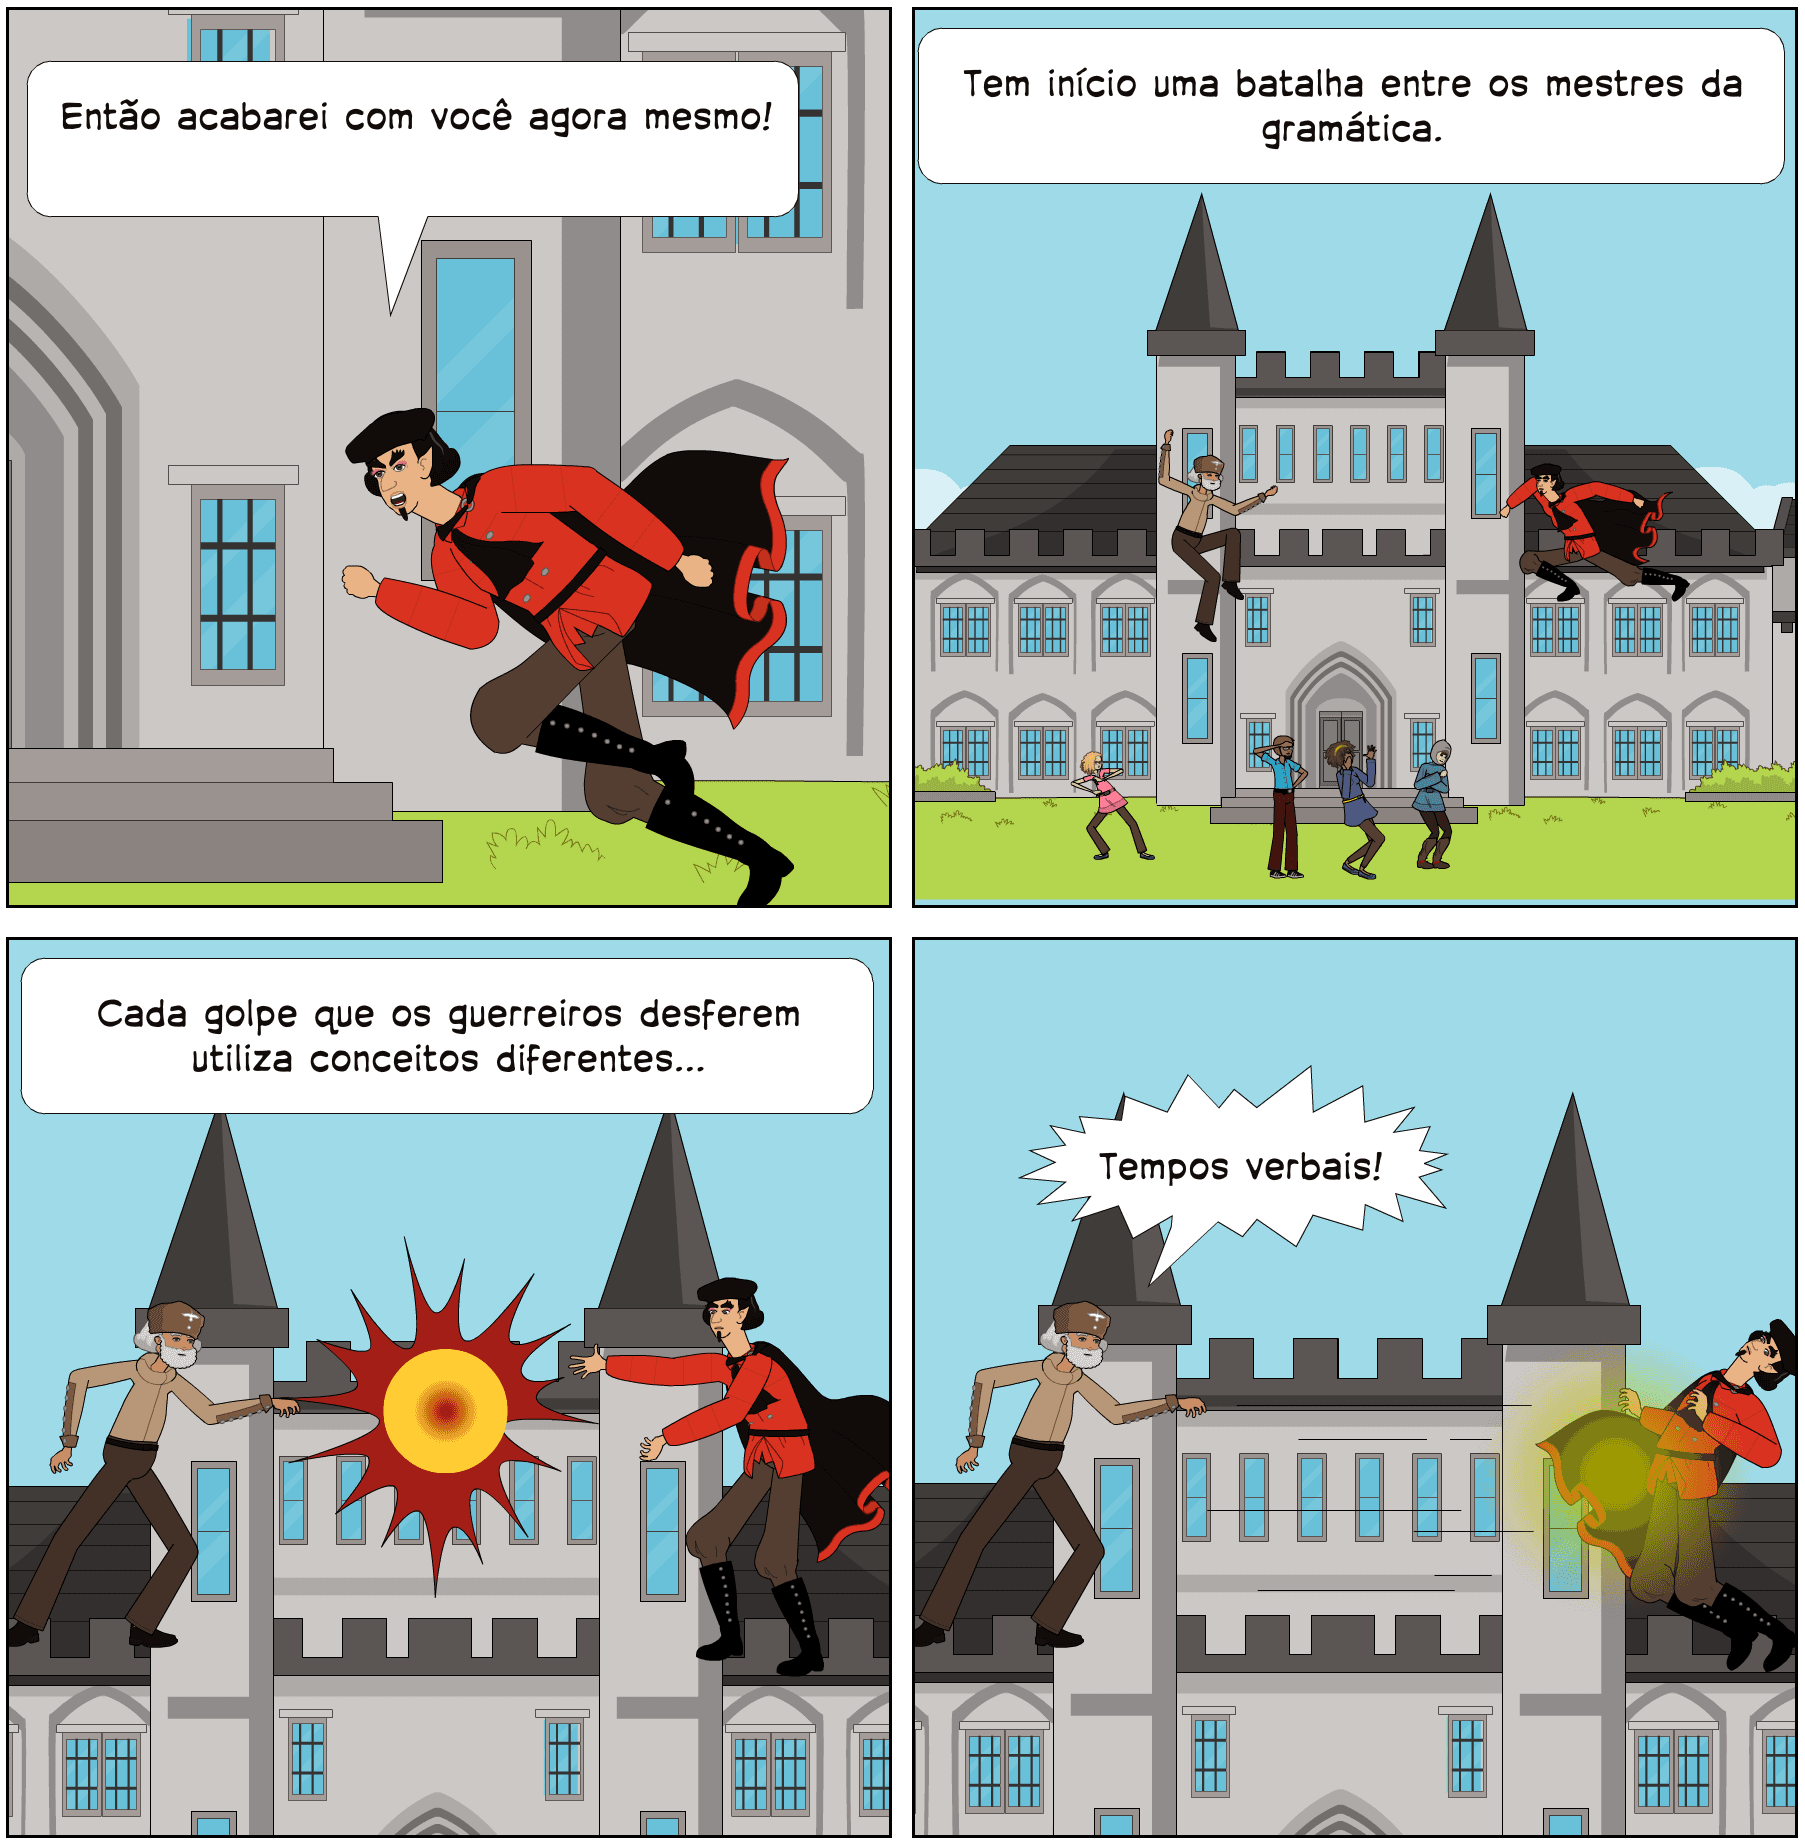 Então acabarei com você agora mesmo!
Tem início uma batalha entre os mestres da
gramática.
Cada golpe que os guerreiros desferem
utiliza conceitos diferentes...
Tempos verbais!